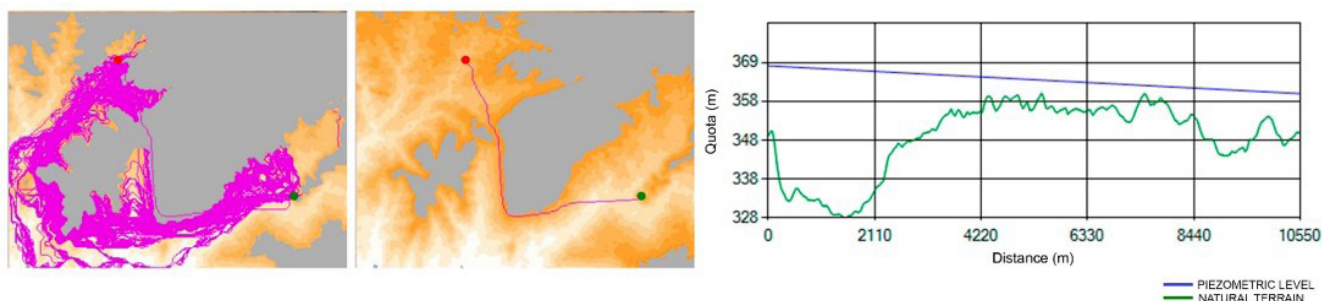 369
358
348
338
328
Quota (m)
0 2110 4220 6330 8440 10550
Distance (m)
PIEZOMETRIC LEVEL
NATURAL TERRAIN